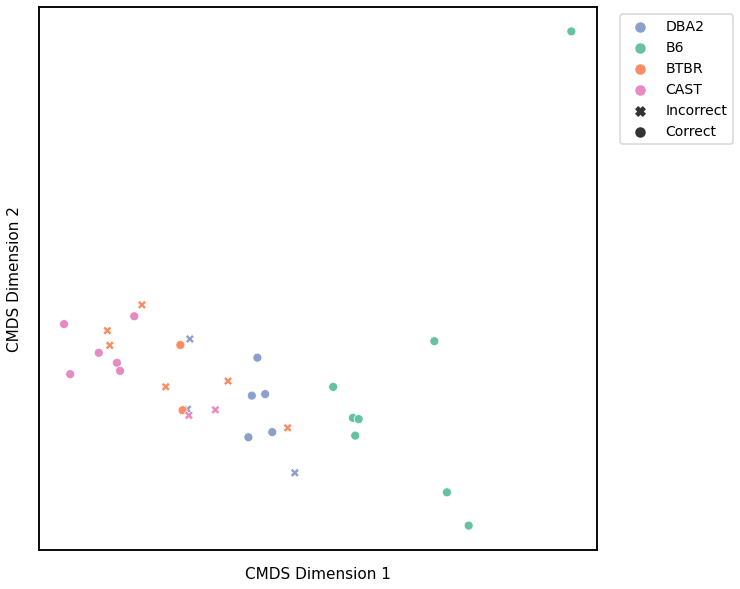 DBA2
B6
BTBR
CAST
Incorrect
Correct
CMDS Dimension 2
CMDS Dimension 1